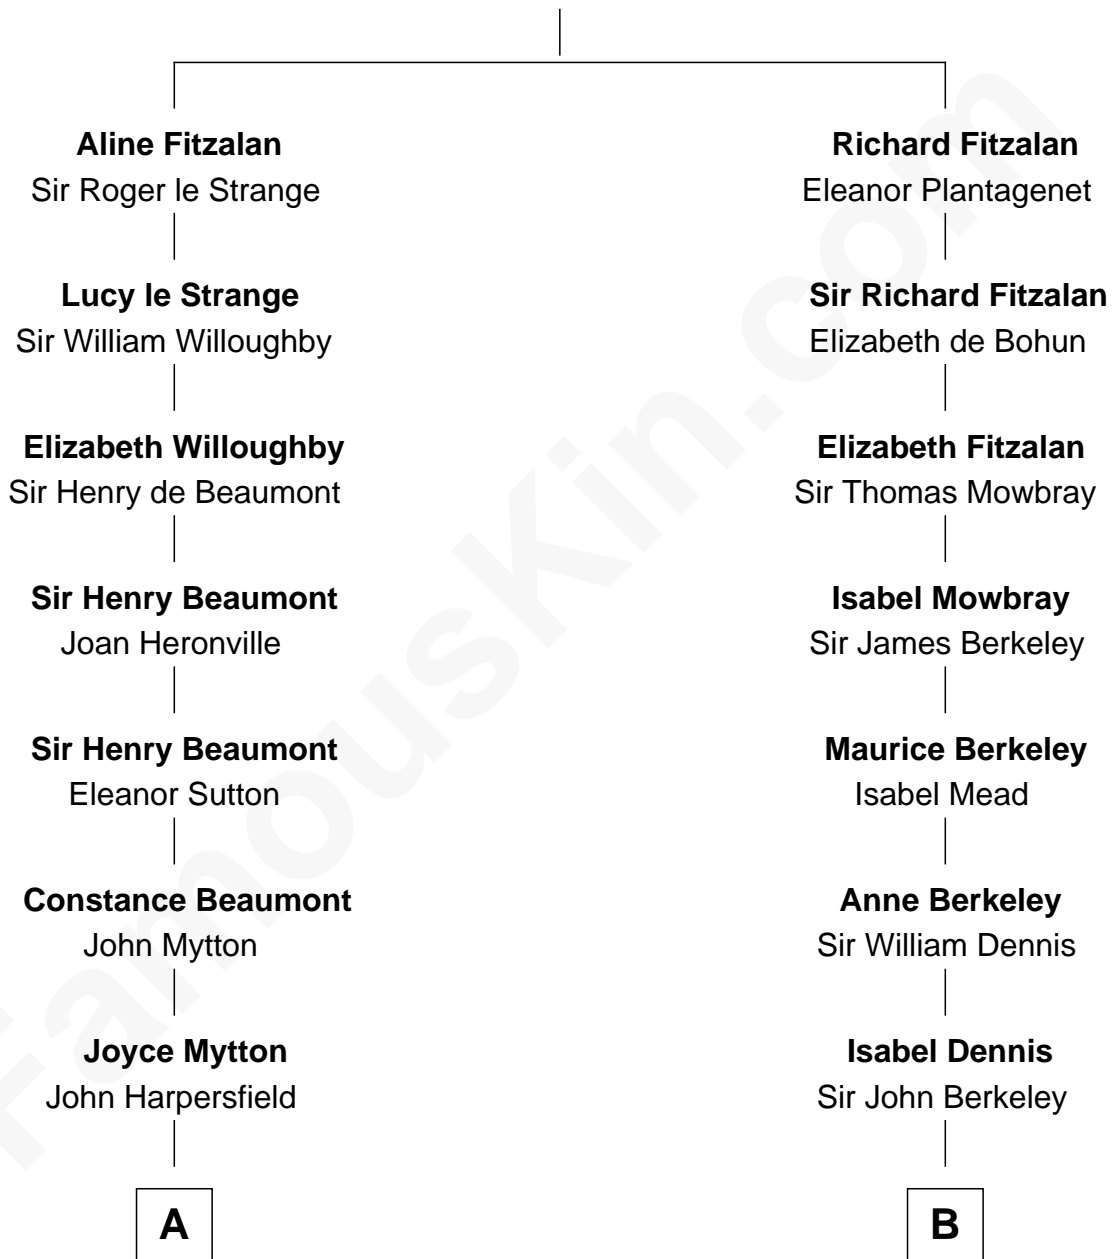 Aline Fitzalan
Sir Roger le Strange
Lucy le Strange
Sir William Willoughby
Elizabeth Willoughby
Sir Henry de Beaumont
Sir Henry Beaumont
Joan Heronville
Sir Henry Beaumont
Eleanor Sutton
Constance Beaumont
John Mytton
Joyce Mytton
John Harpersfield
A
Richard Fitzalan
Eleanor Plantagenet
Sir Richard Fitzalan
Elizabeth de Bohun
Elizabeth Fitzalan
Sir Thomas Mowbray
Isabel Mowbray
Sir James Berkeley
Maurice Berkeley
Isabel Mead
Anne Berkeley
Sir William Dennis
Isabel Dennis
Sir John Berkeley
B
FamousKin.com